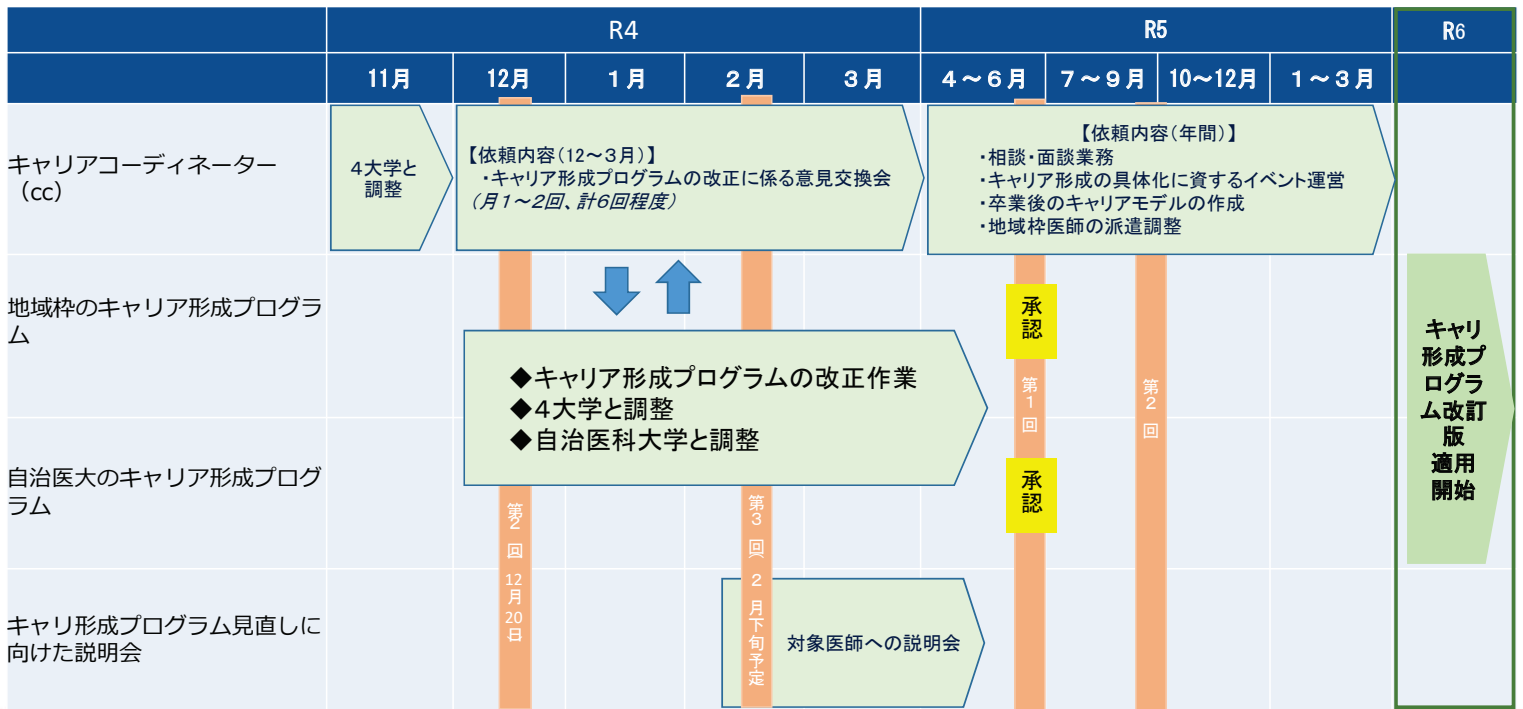 R4
R5
R6
11月
12月
1月
2月
3月
4～6月
7～9月
10～12月
1～3月
キャリアコーディネーター
（cc）
4大学と
調整
【依頼内容（12～3月）】
・キャリア形成プログラムの改正に係る意見交換会
（月1～2回、計6回程度）
【依頼内容（年間）】
・相談・面談業務
・キャリア形成の具体化に資するイベント運営
・卒業後のキャリアモデルの作成
・地域枠医師の派遣調整
地域枠のキャリア形成プログラ
ム
◆キャリア形成プログラムの改正作業
◆4大学と調整
◆自治医科大学と調整
承認
第1回
第2回
キャリ
形成プ
ログラ
ム改訂
版
適用
開始
自治医大のキャリア形成プログ
ラム
承認
第2回 12月20日
第3回（2月下旬予定
キャリ形成プログラム見直しに
向けた説明会
対象医師への説明会